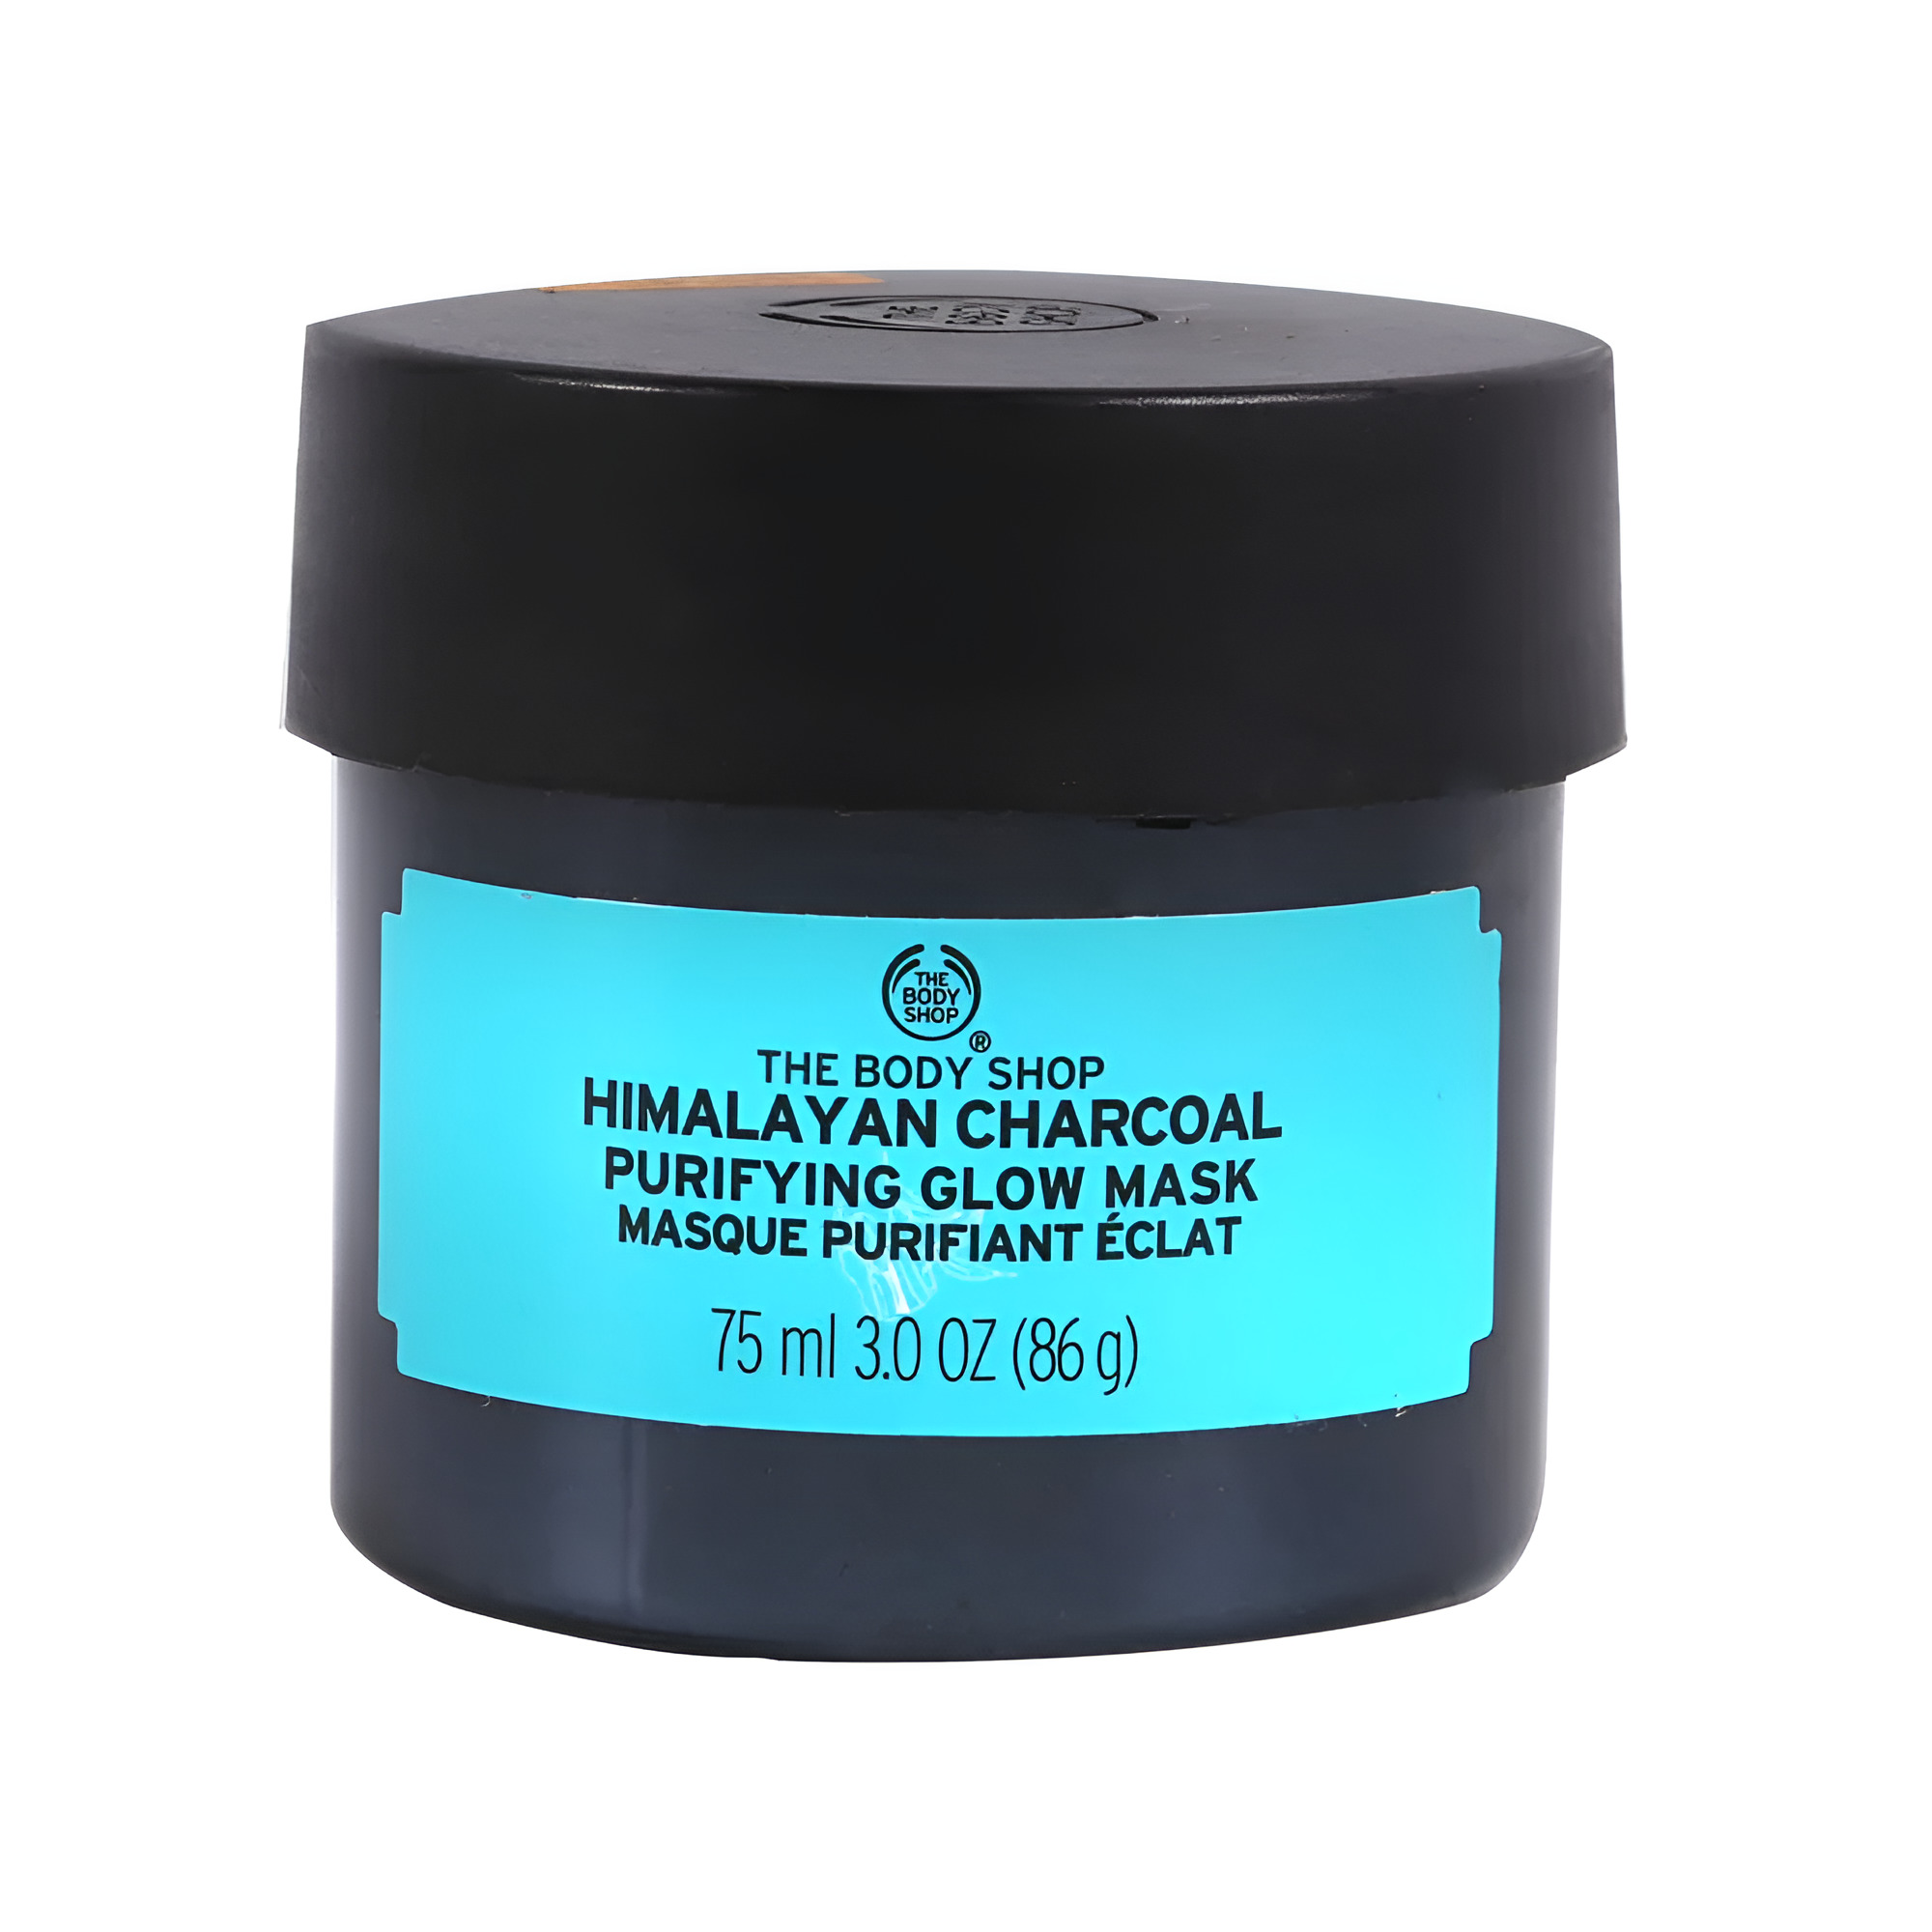 THE
BODY
SHOP
®
THE BODY SHOP
HIMALAYAN CHARCOAL
PURIFYING GLOW MASK
MASQUE PURIFIANT ÉCLAT
75 ml 3.0 OZ (86 g)